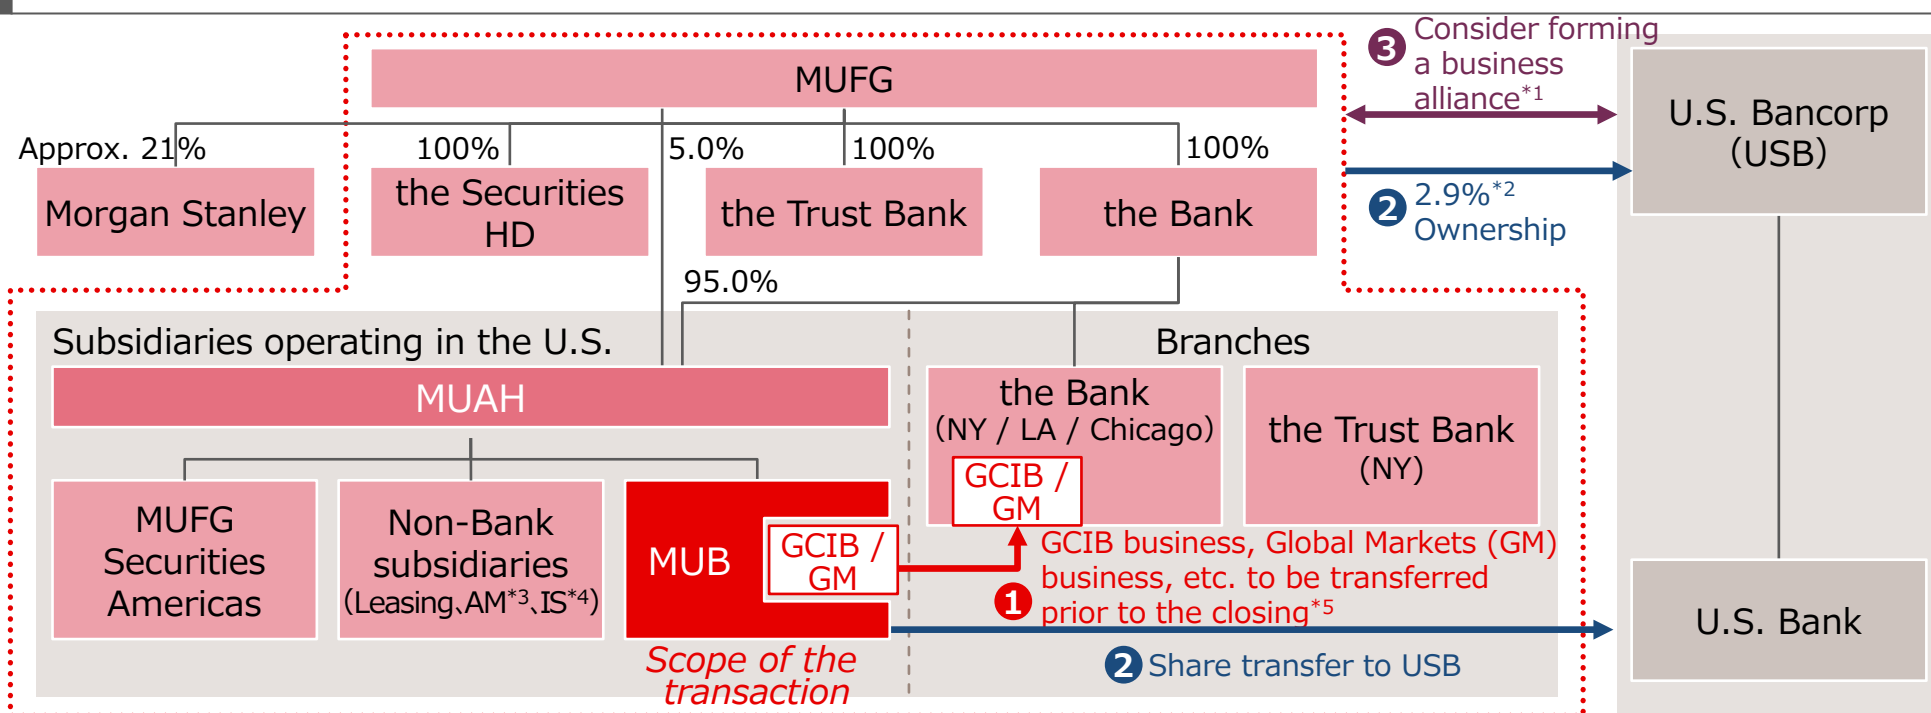 MUFG
❸ Consider forming
a business
alliance*1
U.S. Bancorp
(USB)
Approx. 21%
100%
5.0%
100%
100%
Morgan Stanley
the Securities
HD
the Trust Bank
the Bank
❷ 2.9%*2
Ownership
95.0%
Subsidiaries operating in the U.S.
Branches
MUAH
the Bank
(NY / LA / Chicago)
GCIB /
GM
the Trust Bank
(NY)
MUFG
Securities
Americas
Non-Bank
subsidiaries
(Leasing、AM*3、IS*4)
MUB
GCIB /
GM
❶ GCIB business, Global Markets (GM)
business, etc. to be transferred
prior to the closing*5
U.S. Bank
Scope of the
transaction
❷ Share transfer to USB